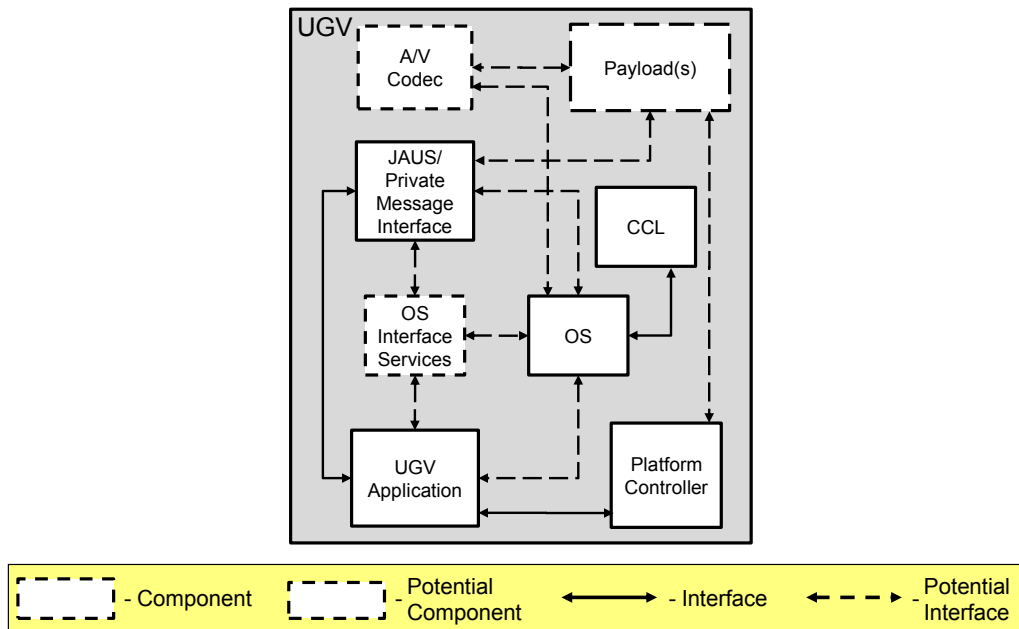 UGV
A/V
Codec
Payload(s)
JAUS/
Private
Message
Interface
CCL
OS
Interface
Services
OS
UGV
Application
Platform
Controller
- Component
- Potential
Component
- Interface
- Potential
Interface